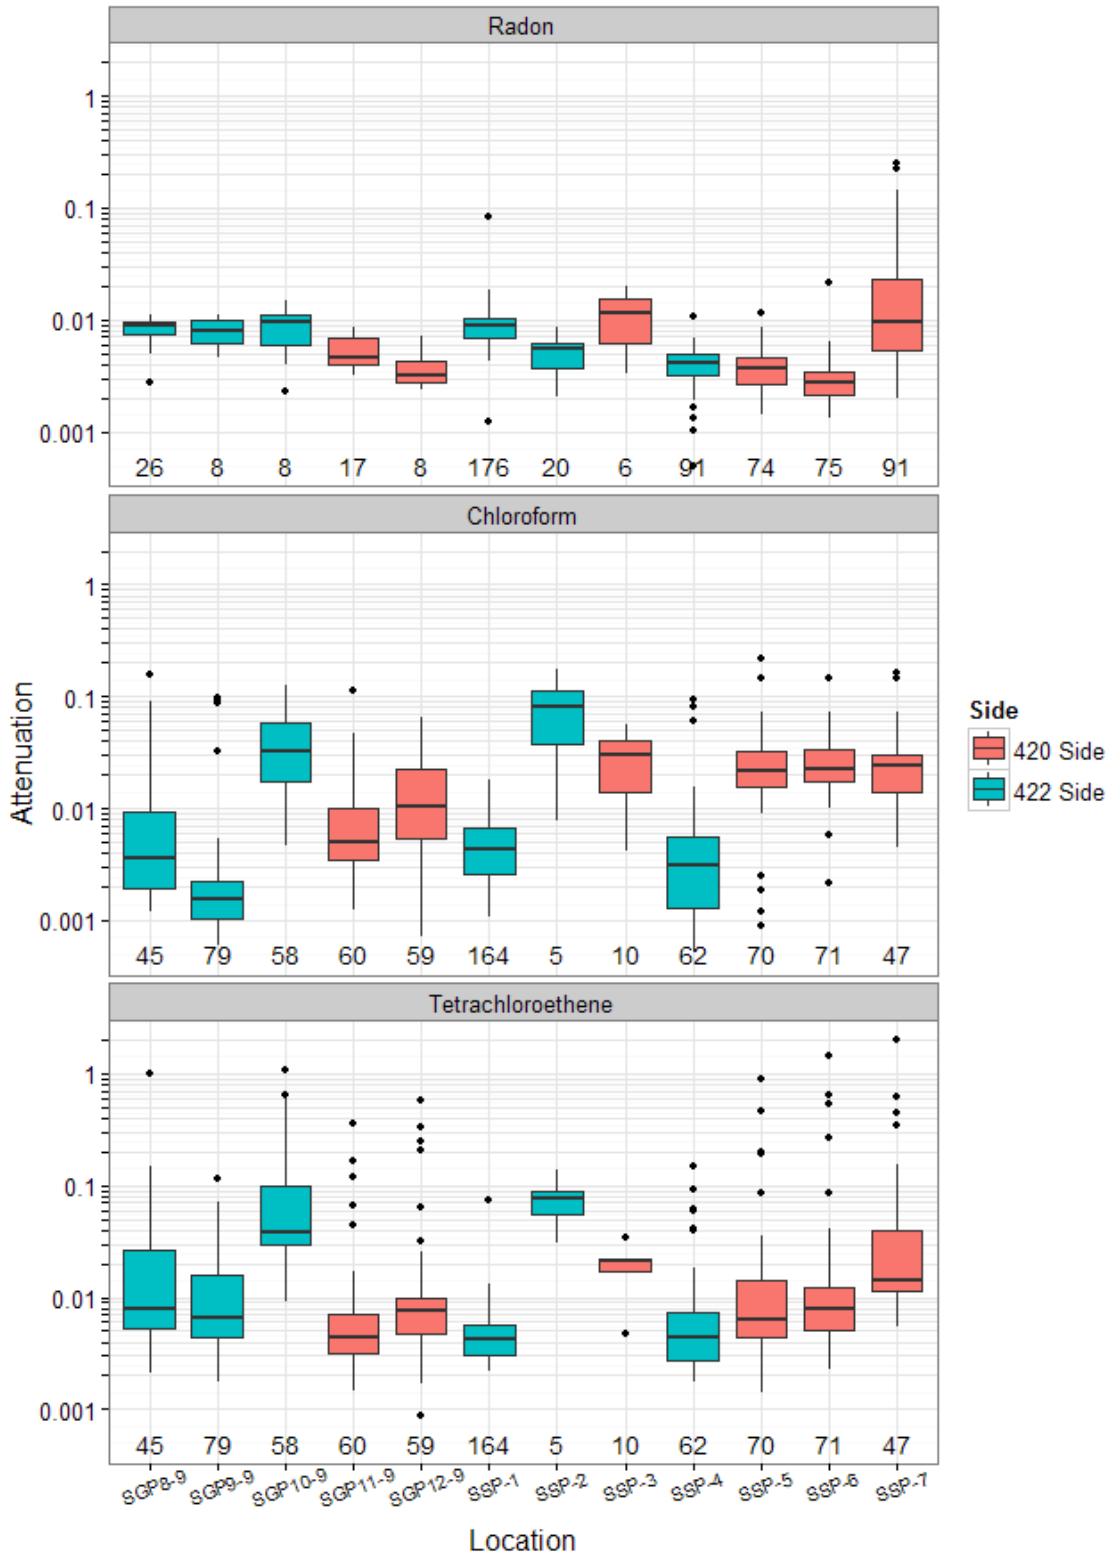 Radon
1
0.1
0.01
0.001
26 8 8 17 8 176 20 6 91 74 75 91
Chloroform
1
0.1
0.01
0.001
45 79 58 60 59 164 5 10 62 70 71 47
Tetrachloroethene
1
0.1
0.01
0.001
45 79 58 60 59 164 5 10 62 70 71 47
SGP8-9 SGP9-9 SGP10-9 SGP11-9 SGP12-9 SSP-1 SSP-2 SSP-3 SSP-4 SSP-5 SSP-6 SSP-7
Location
Attenuation
Side
420 Side
422 Side